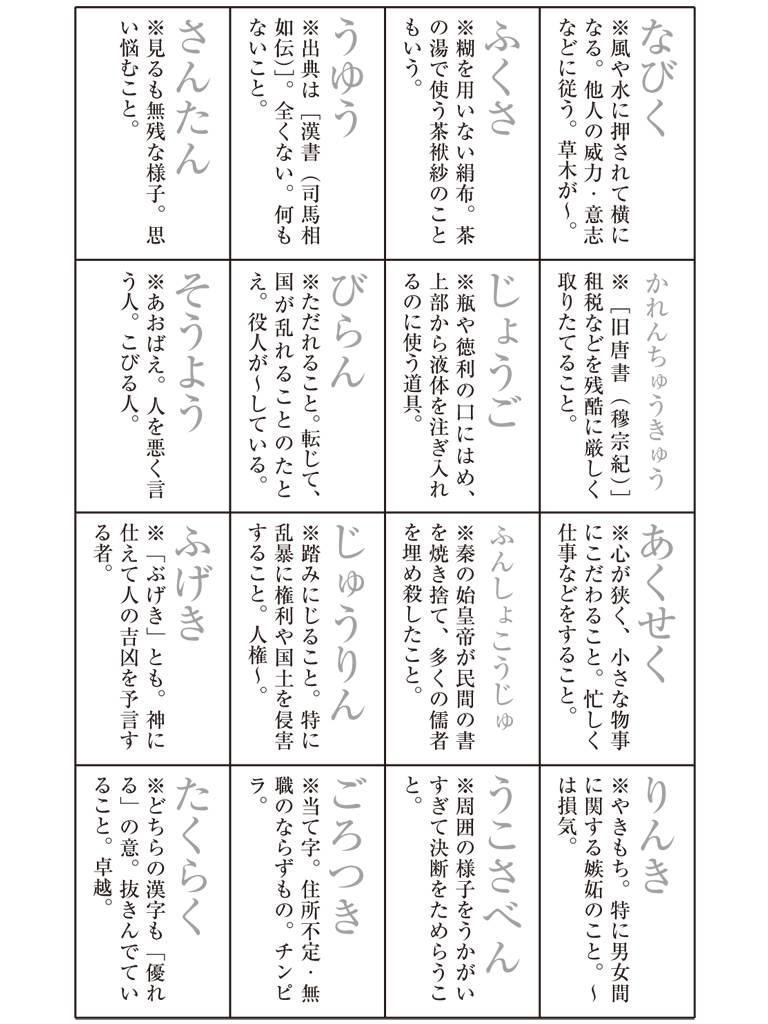 なびく
※風や水に押されて横に
なる。他人の威力・意志
などに従う。草木が～。
ふくさ
※糊を用いない絹布。茶
の湯で使う茶袱紗のこと
もいう。
うゆう
※出典は［漢書（司馬相
如伝）］。全くない。何も
ないこと。
さんたん
※見るも無残な様子。思
い悩むこと。
かれんちゅうきゅう
※［旧唐書（穆宗紀）］
租税などを残酷に厳しく
取りたてること。
じょうご
※瓶や徳利の口にはめ、
上部から液体を注ぎ入れ
るのに使う道具。
びらん
※ただれること。転じて、
国が乱れることのたと
え。役人が～している。
そうよう
※あおばえ。人を悪く言
う人。こびる人。
あくせく
※心が狭く、小さな物事
にこだわること。忙しく
仕事などをすること。
ふんしょこうじゅ
※秦の始皇帝が民間の書
を焼き捨て、多くの儒者
を埋め殺したこと。
じゅうりん
※踏みにじること。特に
乱暴に権利や国土を侵害
すること。人権～。
ふげき
※「ぶげき」とも。神に
仕えて人の吉凶を予言す
る者。
りんき
※やきもち。特に男女間
に関する嫉妬のこと。～
は損気。
うこさべん
※周囲の様子をうかがい
すぎて決断をためらうこ
と。
ごろつき
※当て字。住所不定・無
職のならずもの。チンピ
ラ。
たくらく
※どちらの漢字も「優れ
る」の意。抜きんでてい
ること。卓越。